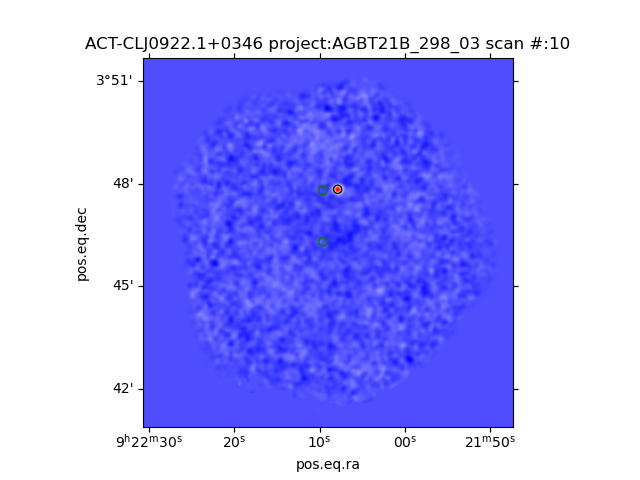 ACT-CLJ0922.1+0346 project:AGBT21B_298_03 scan #:10
3°51'
48'
45'
42'
pos.eq.dec
9ʰ22ᵐ30ˢ 20ˢ 10ˢ 00ˢ 21ᵐ50ˢ
pos.eq.ra